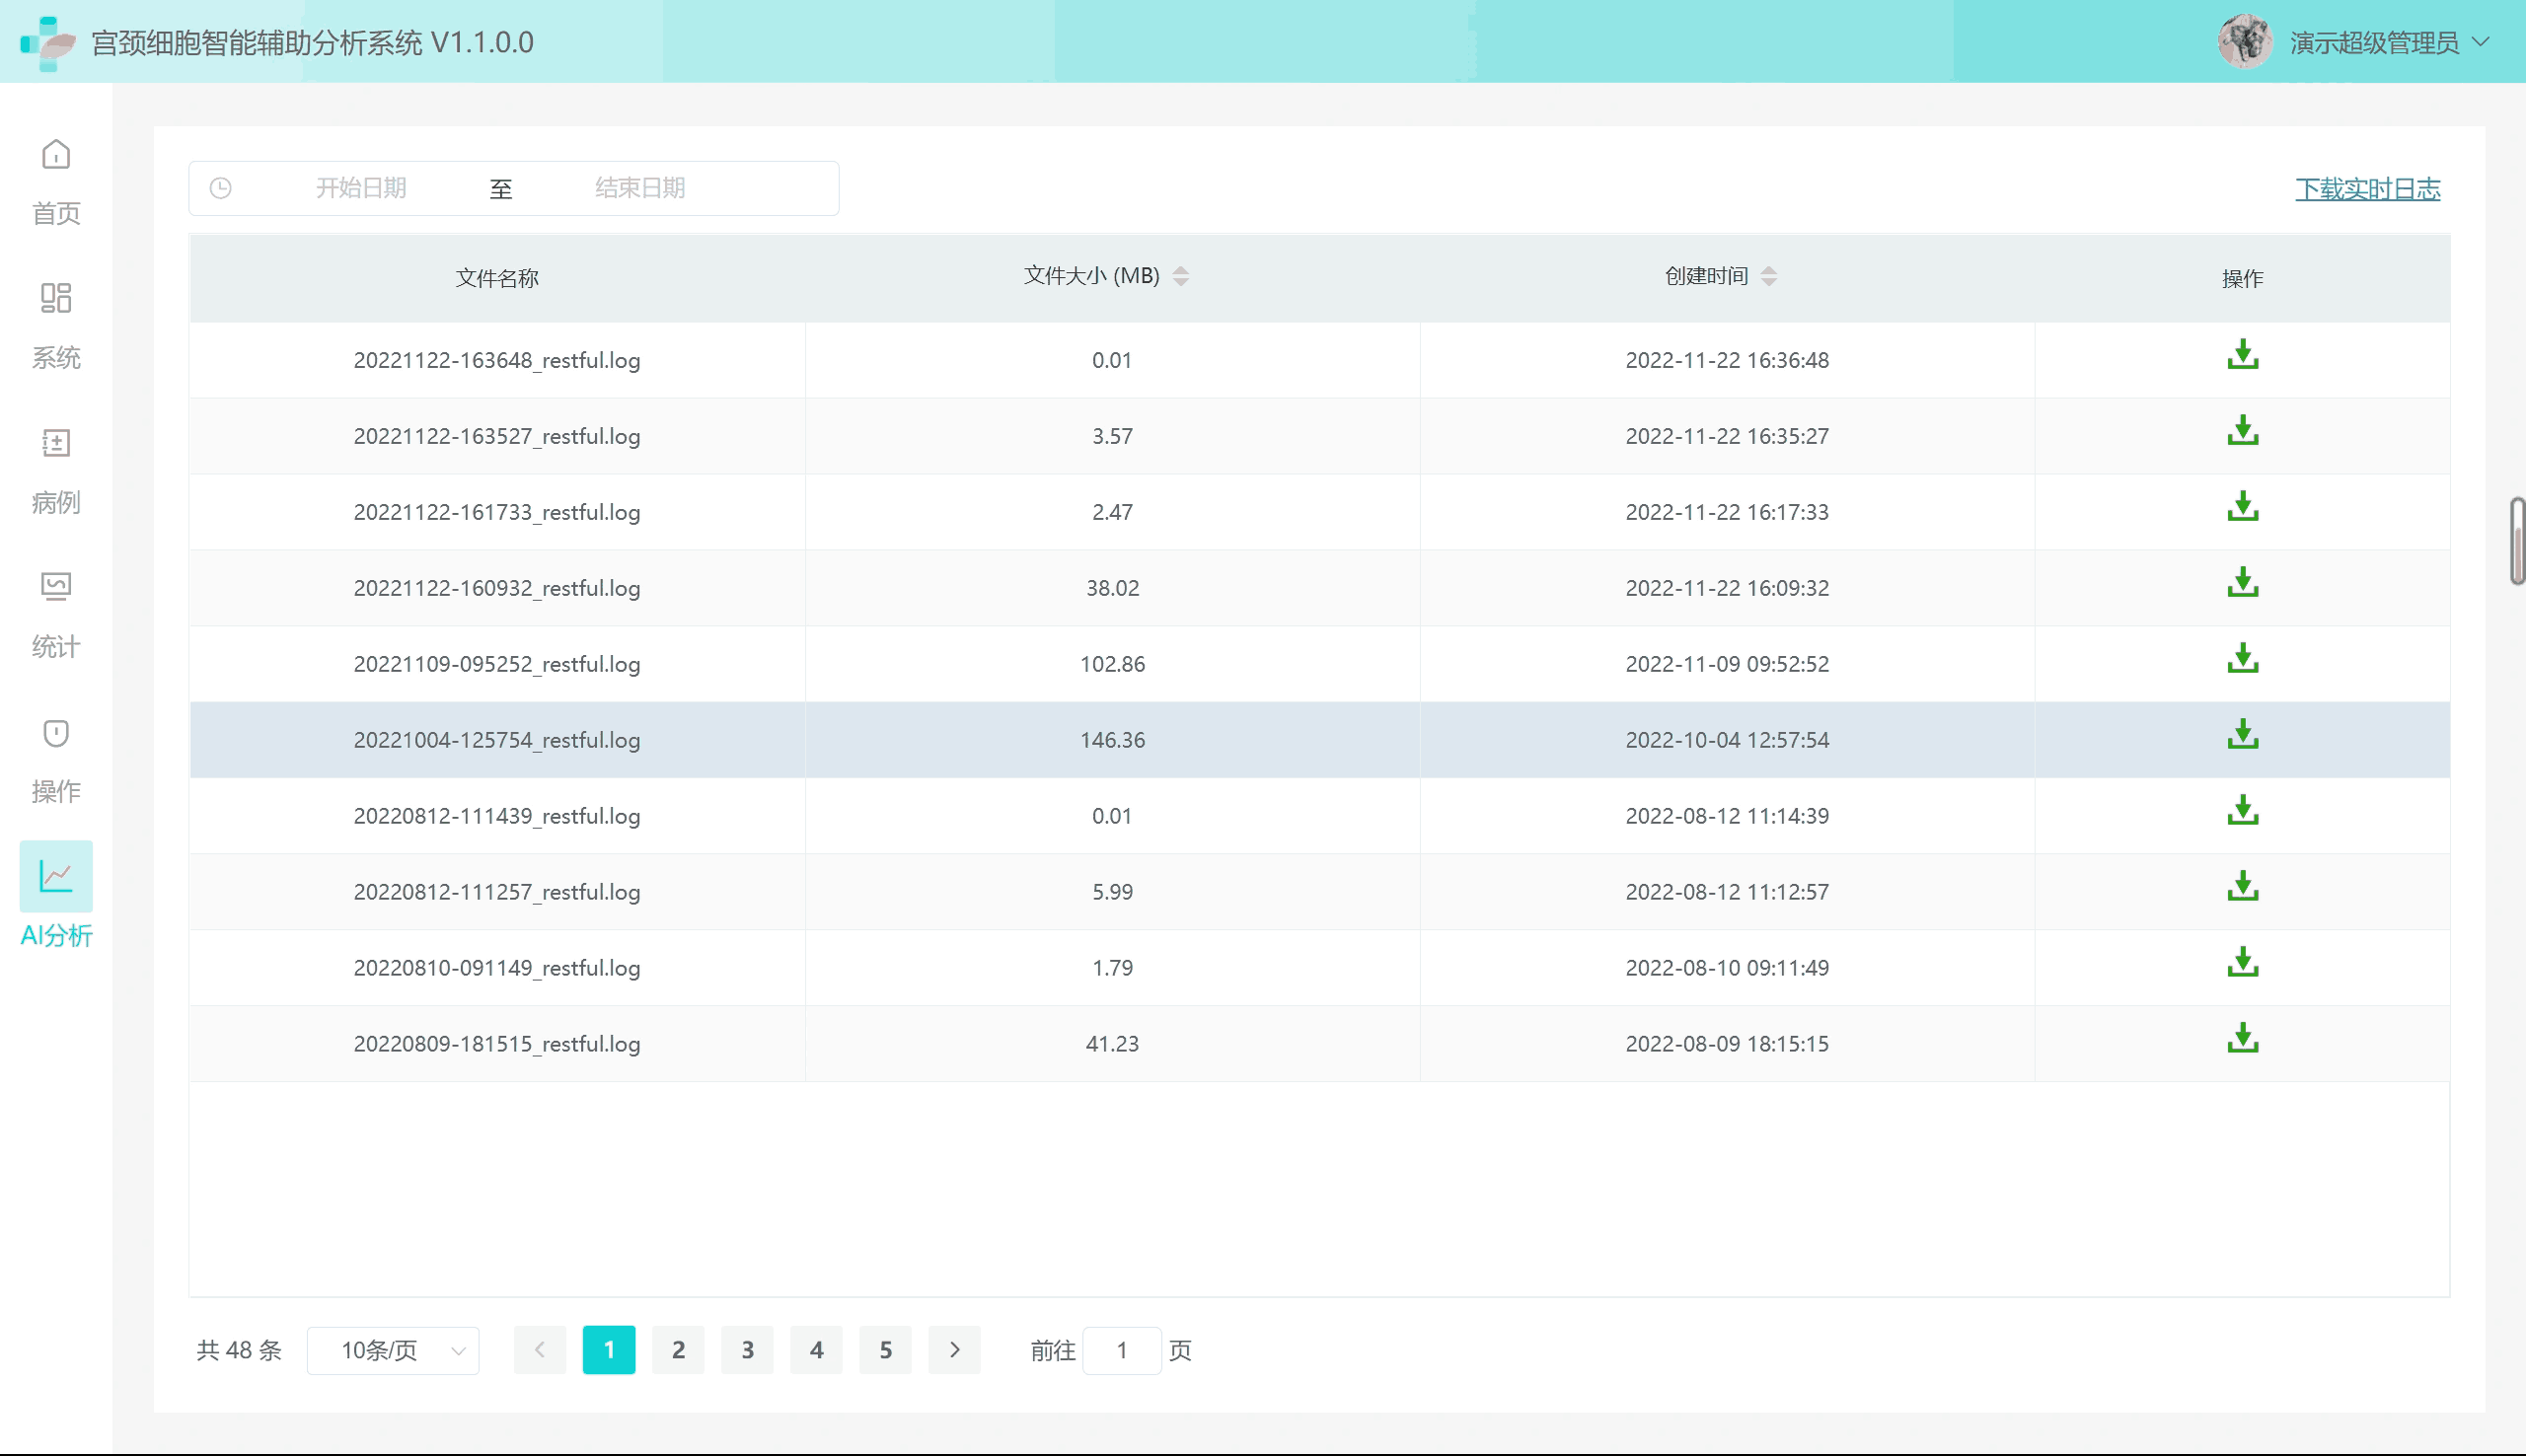 宫颈细胞智能辅助分析系统 V1.1.0.0
演示超级管理员
首页
系统
病例
统计
操作
AI分析
开始日期 至 结束日期
下载实时日志
文件名称 文件大小 (MB) 创建时间 操作
20221122-163648_restful.log 0.01 2022-11-22 16:36:48
20221122-163527_restful.log 3.57 2022-11-22 16:35:27
20221122-161733_restful.log 2.47 2022-11-22 16:17:33
20221122-160932_restful.log 38.02 2022-11-22 16:09:32
20221109-095252_restful.log 102.86 2022-11-09 09:52:52
20221004-125754_restful.log 146.36 2022-10-04 12:57:54
20220812-111439_restful.log 0.01 2022-08-12 11:14:39
20220812-111257_restful.log 5.99 2022-08-12 11:12:57
20220810-091149_restful.log 1.79 2022-08-10 09:11:49
20220809-181515_restful.log 41.23 2022-08-09 18:15:15
共 48 条 10条/页 1 2 3 4 5 前往 1 页